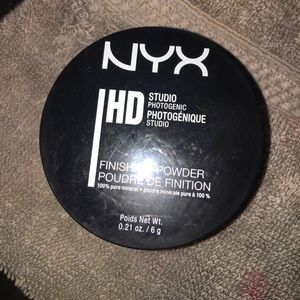 NYX
HD STUDIO
PHOTOGENIC
PHOTOGÉNIQUE
STUDIO
FINISHING POWDER
POUDRE DE FINITION
100% pure mineral • poudre minérale pure à 100 %
Poids Net Wt.
0.21 oz. / 6 g